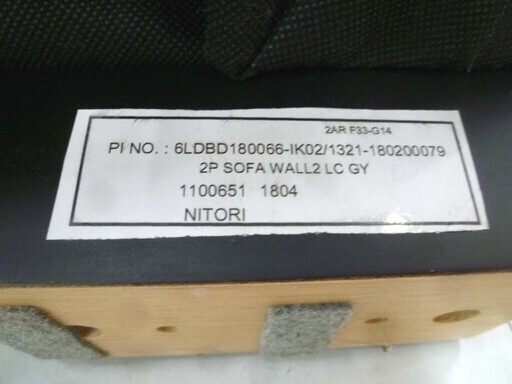 2AR F33-G14
PI NO. : 6LDBD180066-IK02/1321-180200079
2P SOFA WALL2 LC GY
1100651 1804
NITORI